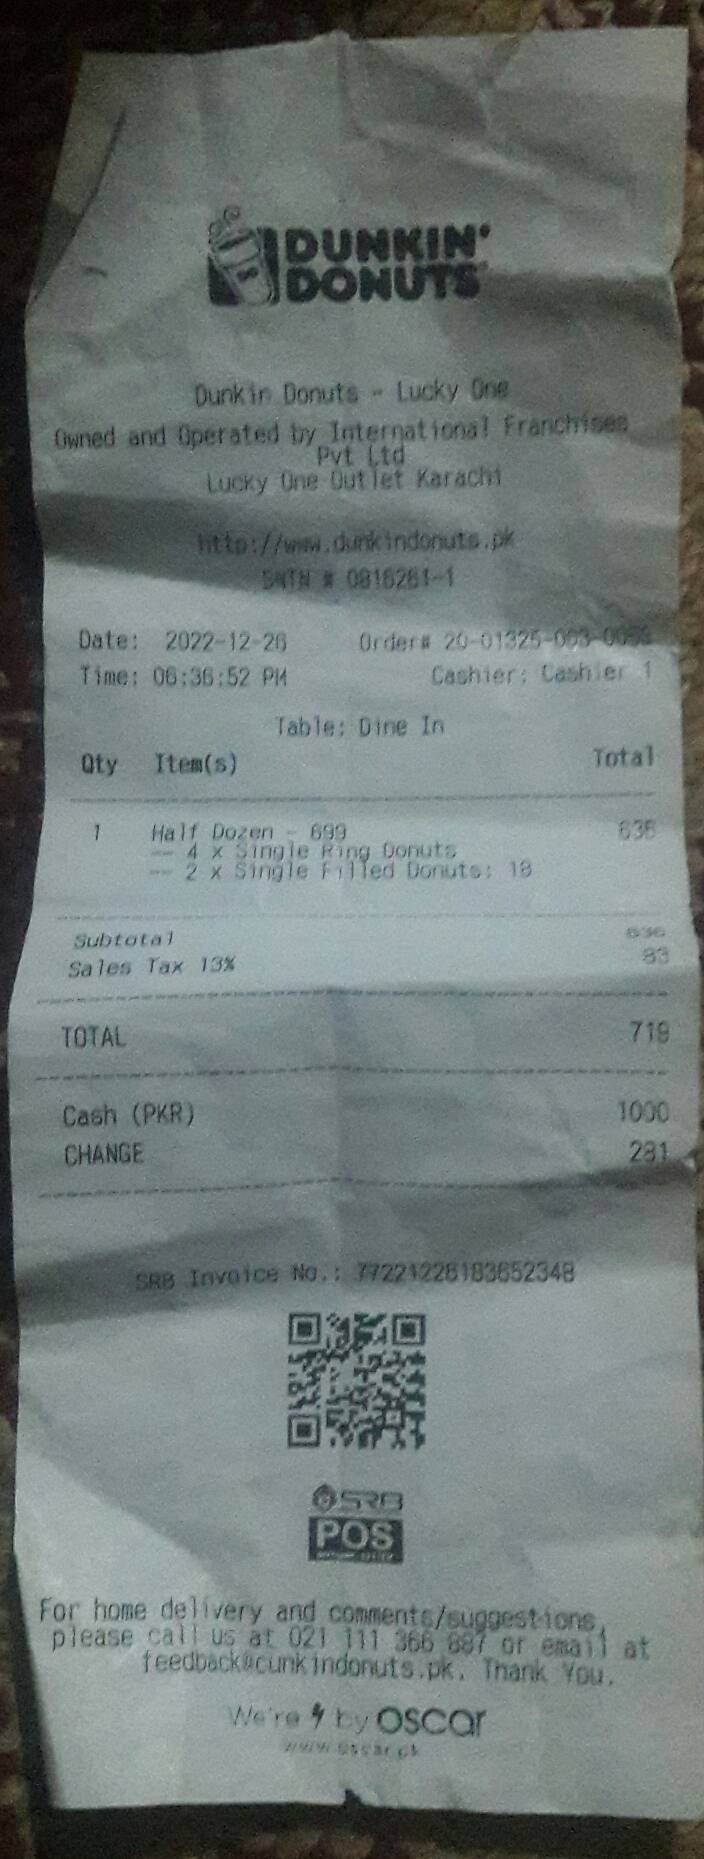 DUNKIN'
DONUTS
Dunkin Donuts - Lucky One
Owned and Operated by International Franchises
Pvt Ltd
Lucky One Outlet Karachi
http://www.dunkindonuts.pk
SNTN # 0816281-1
Date: 2022-12-26 Order# 20-01325-003-
Time: 06:36:52 PM Cashier: Cashier 1
Table: Dine In
Qty Item(s) Total
1 Half Dozen - 699 636
-- 4 x Single Ring Donuts
-- 2 x Single Filled Donuts: 18
Subtotal 636
Sales Tax 13% 83
TOTAL 719
Cash (PKR) 1000
CHANGE 281
SRB Invoice No.: 77221226183652348
SRB
POS
For home delivery and comments/suggestions,
please call us at 021 111 366 887 or email at
feedback@dunkindonuts.pk. Thank You.
We're by oscar
www.oscar.pk